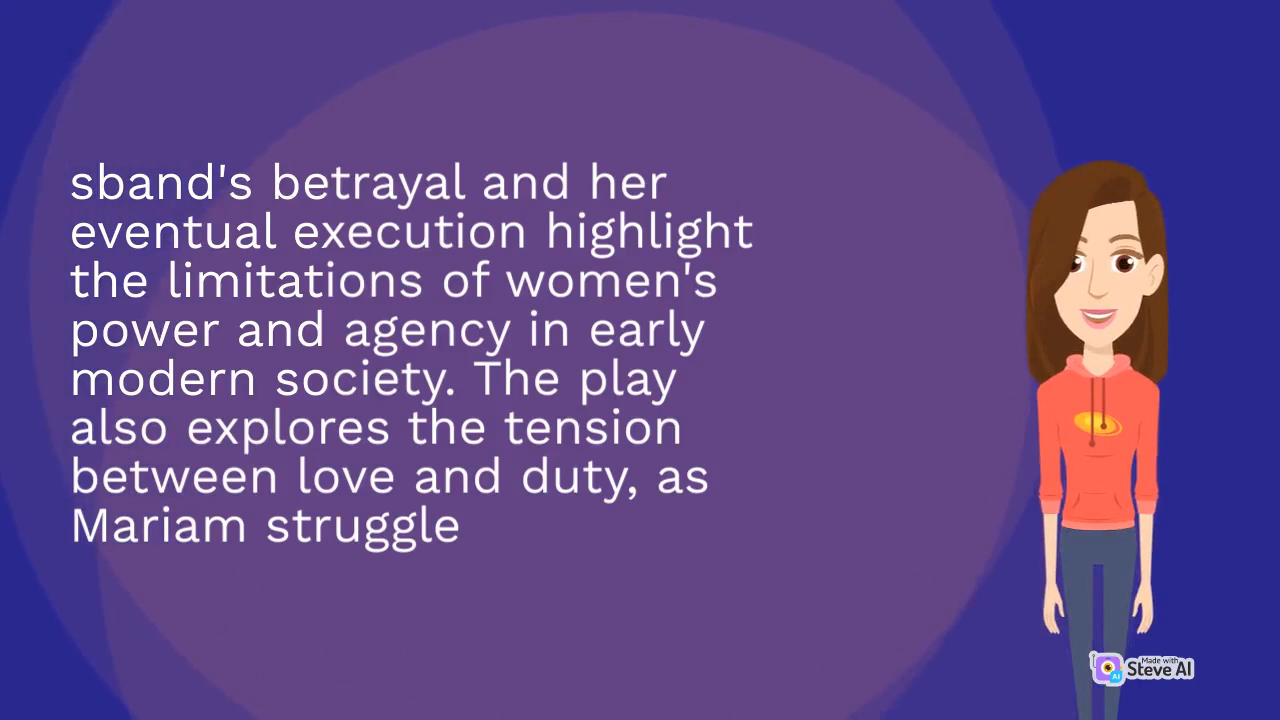 sband's betrayal and her
eventual execution highlight
the limitations of women's
power and agency in early
modern society. The play
also explores the tension
between love and duty, as
Mariam struggle
Made with
Steve AI
AI